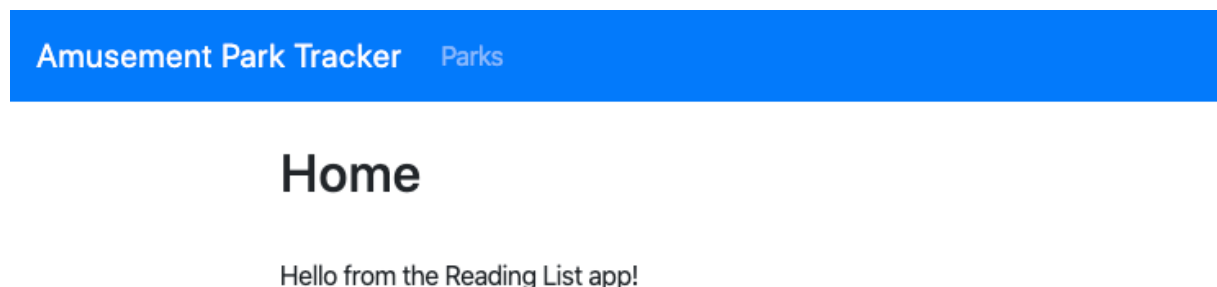 Amusement Park Tracker Parks
Home
Hello from the Reading List app!